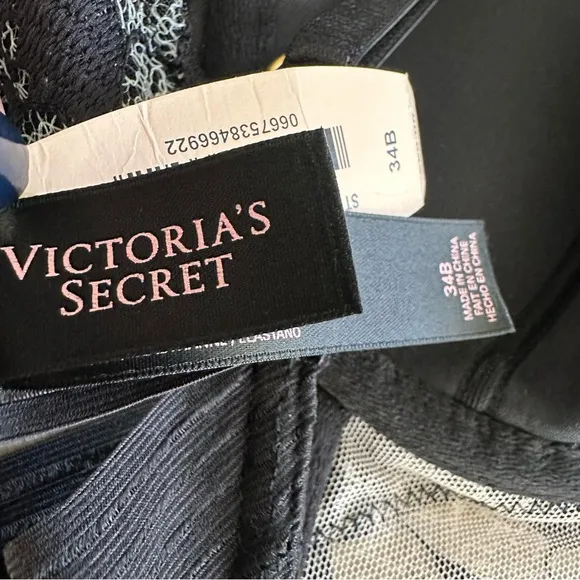 VICTORIA'S
SECRET
0667538466922
34B
34B
MADE IN CHINA
FAIT EN CHINE
HECHO EN CHINA
/ELASTANO